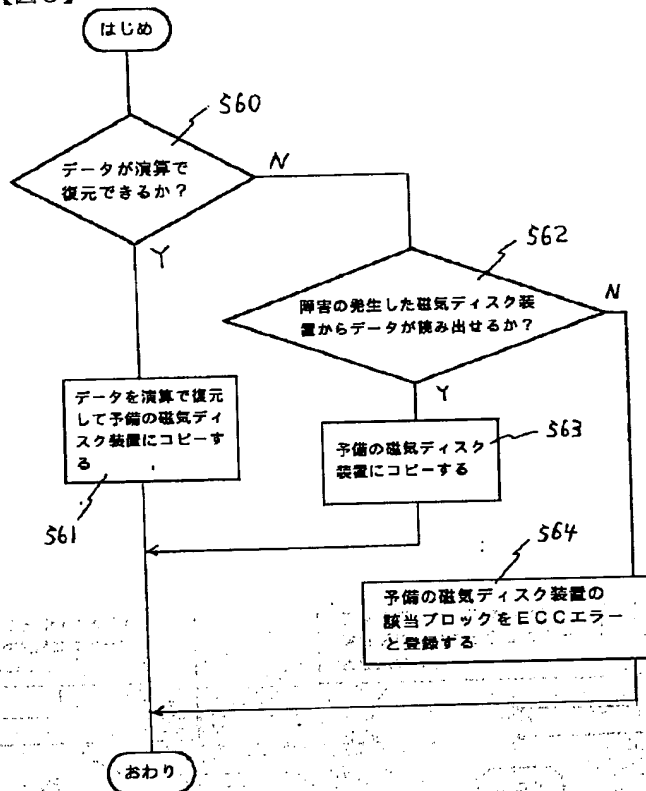 はじめ
560
データが演算で
復元できるか？
N
Y
562
障害の発生した磁気ディスク装
置からデータが読み出せるか？
N
Y
データを演算で復元
して予備の磁気ディ
スク装置にコピーす
る
561
予備の磁気ディスク
装置にコピーする
563
564
予備の磁気ディスク装置の
該当ブロックをECCエラー
と登録する
おわり